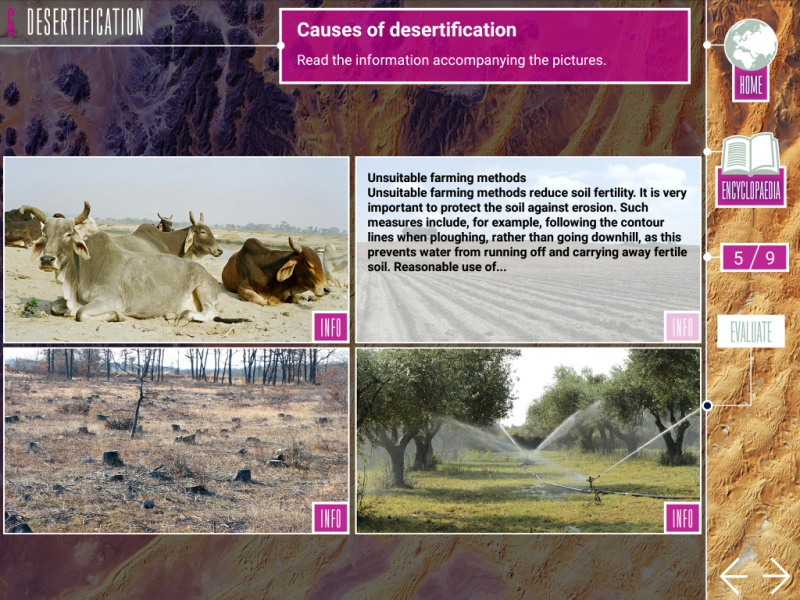 6 DESERTIFICATION
Causes of desertification
Read the information accompanying the pictures.
HOME
ENCYCLOPAEDIA
5 / 9
EVALUATE
Unsuitable farming methods
Unsuitable farming methods reduce soil fertility. It is very
important to protect the soil against erosion. Such
measures include, for example, following the contour
lines when ploughing, rather than going downhill, as this
prevents water from running off and carrying away fertile
soil. Reasonable use of...
INFO
INFO
INFO
INFO